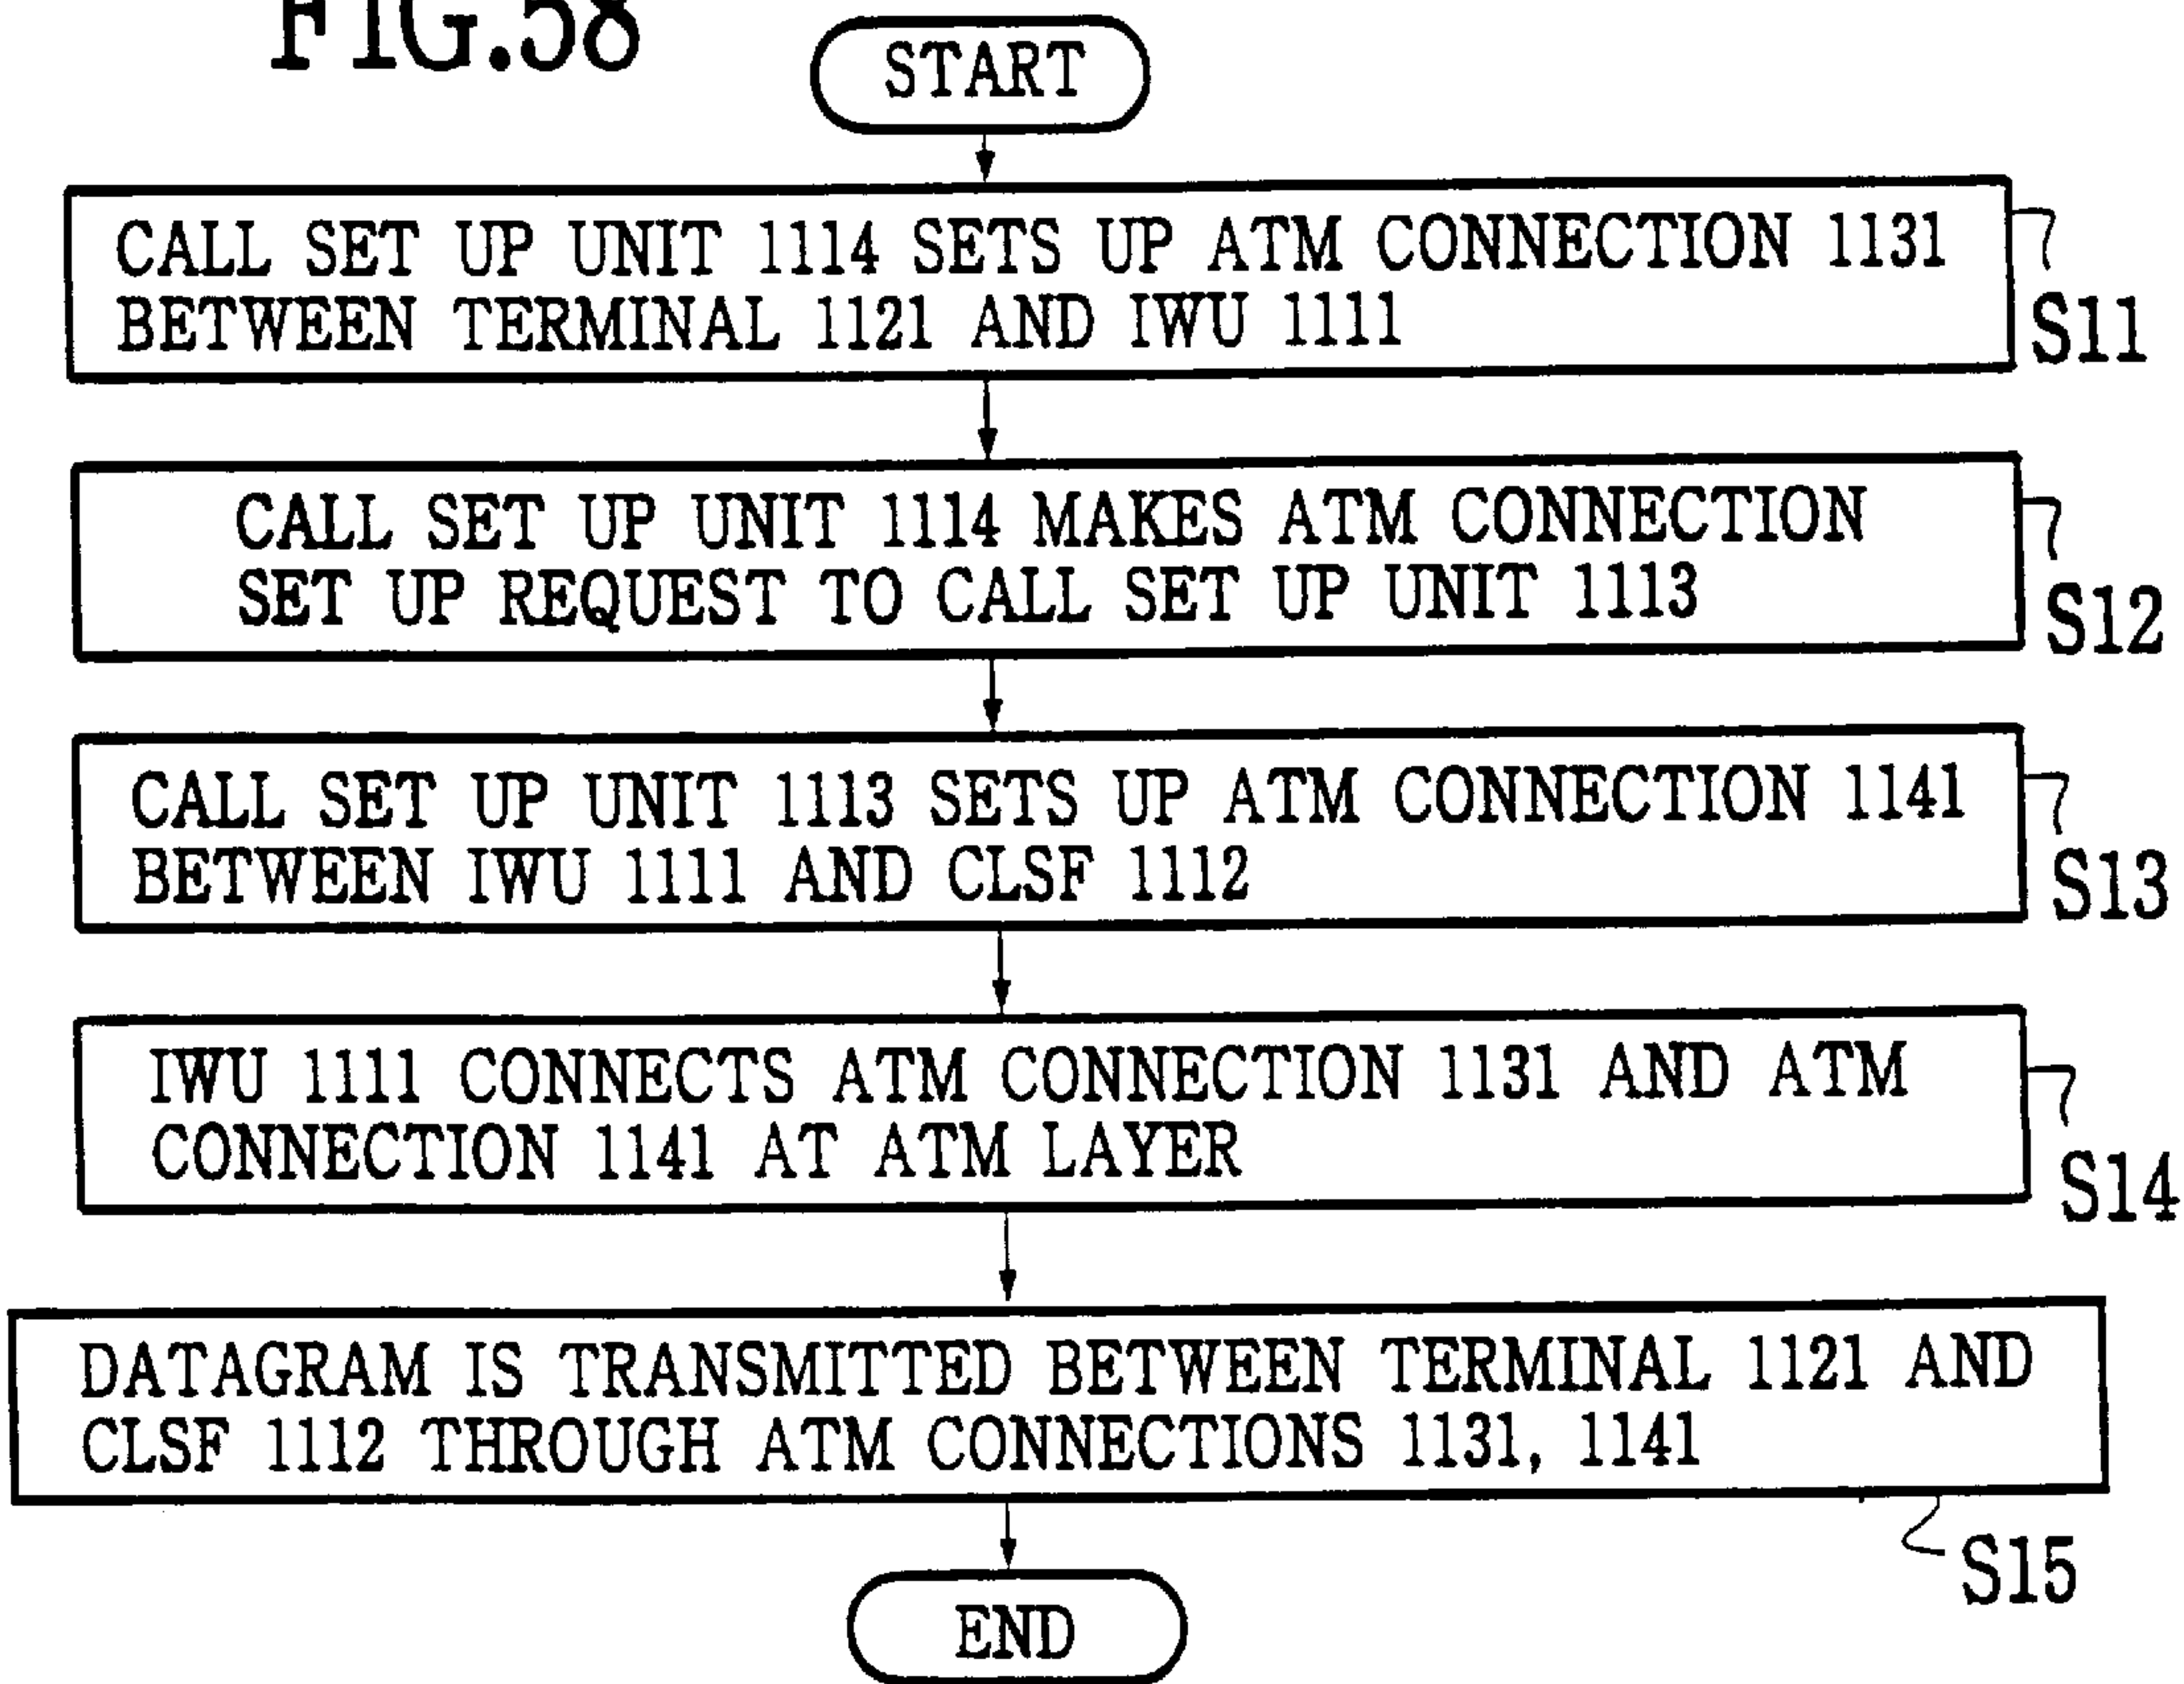 FIG.58
START
CALL SET UP UNIT 1114 SETS UP ATM CONNECTION 1131
BETWEEN TERMINAL 1121 AND IWU 1111
S11
CALL SET UP UNIT 1114 MAKES ATM CONNECTION
SET UP REQUEST TO CALL SET UP UNIT 1113
S12
CALL SET UP UNIT 1113 SETS UP ATM CONNECTION 1141
BETWEEN IWU 1111 AND CLSF 1112
S13
IWU 1111 CONNECTS ATM CONNECTION 1131 AND ATM
CONNECTION 1141 AT ATM LAYER
S14
DATAGRAM IS TRANSMITTED BETWEEN TERMINAL 1121 AND
CLSF 1112 THROUGH ATM CONNECTIONS 1131, 1141
S15
END